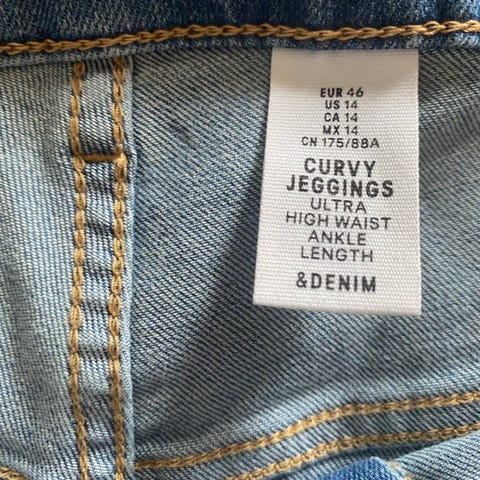 EUR 46
US 14
CA 14
MX 14
CN 175/88A
CURVY
JEGGINGS
ULTRA
HIGH WAIST
ANKLE
LENGTH
&DENIM